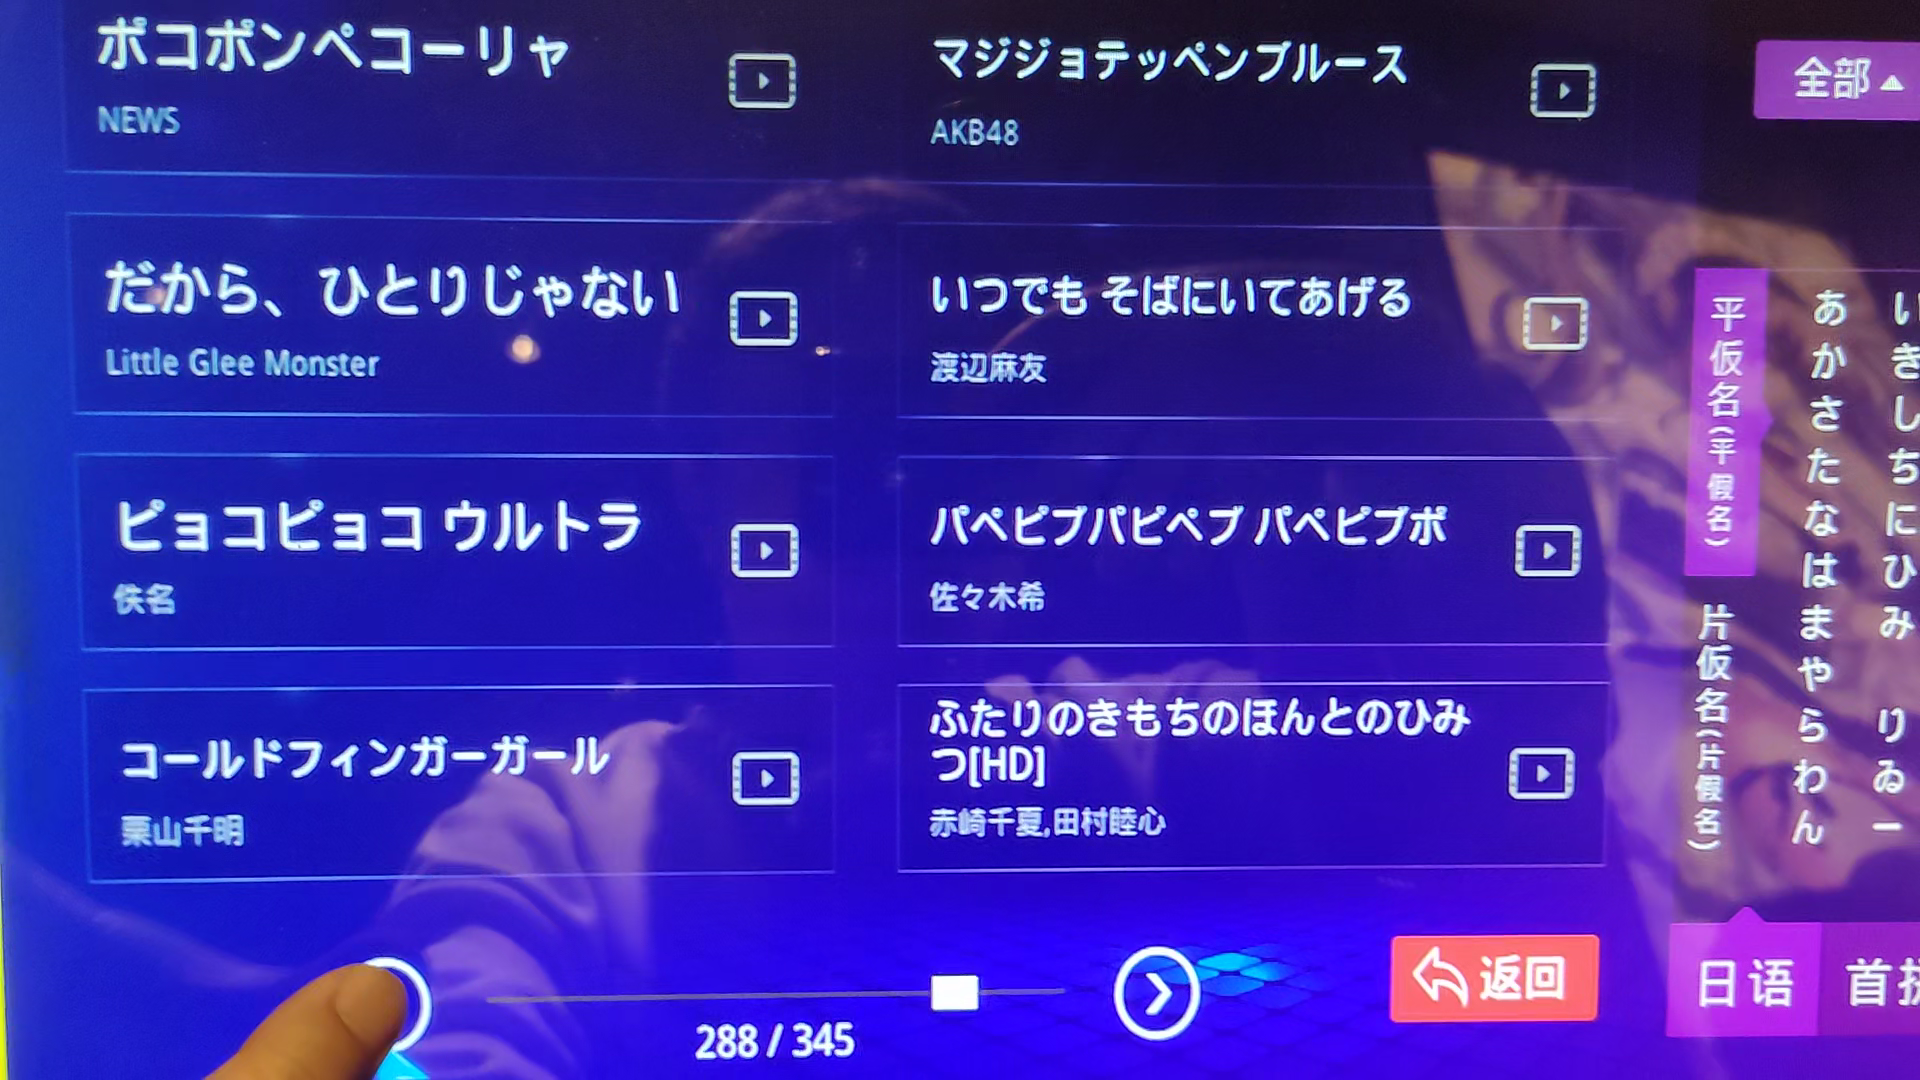 ポコポンペコーリャ
NEWS
マジジョテッペンブルース
AKB48
だから、ひとりじゃない
Little Glee Monster
いつでも そばにいてあげる
渡辺麻友
ピョコピョコ ウルトラ
佚名
パペピプパピペプ パペピプポ
佐々木希
コールドフィンガーガール
栗山千明
ふたりのきもちのほんとのひみ
つ[HD]
赤崎千夏,田村睦心
288 / 345
返回
全部
平仮名(平假名)
片仮名(片假名)
あかさたなはまやらわん
いきしちにひみ りゐー
日语
首